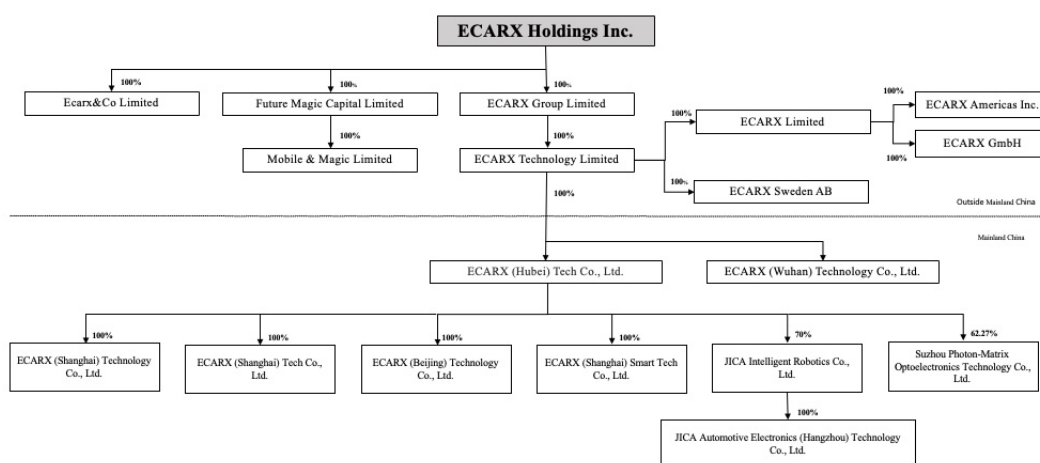 ECARX Holdings Inc.
100%
100%
100%
Ecarx&Co Limited
Future Magic Capital Limited
ECARX Group Limited
100%
100%
100%
ECARX Limited
100%
ECARX Americas Inc.
Mobile & Magic Limited
ECARX Technology Limited
100%
ECARX GmbH
100%
100%
ECARX Sweden AB
Outside Mainland China
Mainland China
ECARX (Hubei) Tech Co., Ltd.
ECARX (Wuhan) Technology Co., Ltd.
100%
100%
100%
100%
70%
62.27%
ECARX (Shanghai) Technology
Co., Ltd.
ECARX (Shanghai) Tech Co.,
Ltd.
ECARX (Beijing) Technology
Co., Ltd.
ECARX (Shanghai) Smart Tech
Co., Ltd.
JICA Intelligent Robotics Co.,
Ltd.
Suzhou Photon-Matrix
Optoelectronics Technology Co.,
Ltd.
100%
JICA Automotive Electronics (Hangzhou) Technology
Co., Ltd.